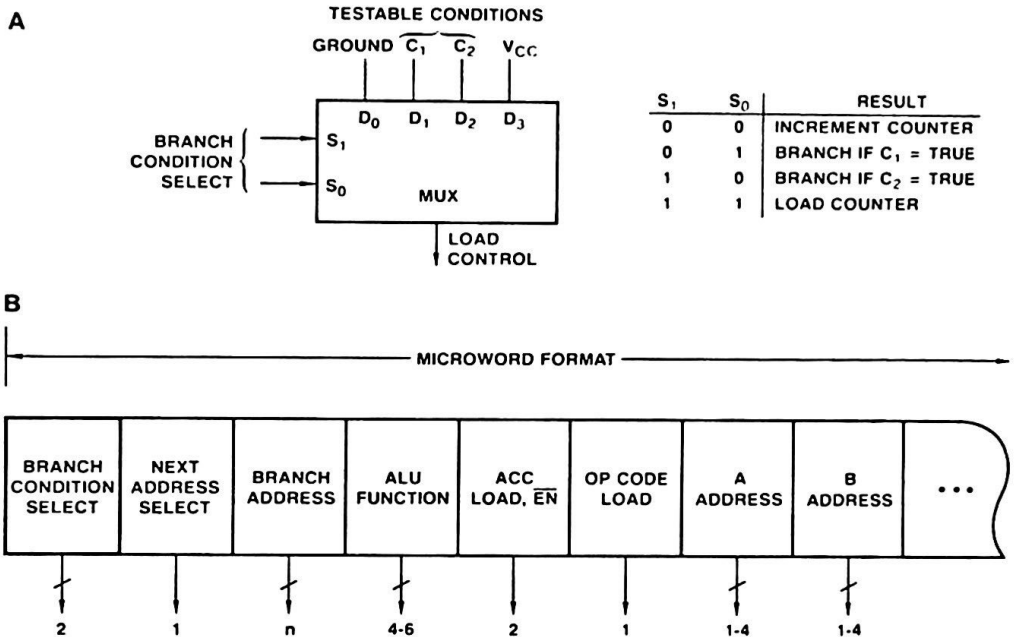 A
TESTABLE CONDITIONS
GROUND C1 C2 VCC
D0 D1 D2 D3
BRANCH
CONDITION
SELECT
S1
S0
MUX
LOAD
CONTROL
S1 S0 RESULT
0 0 INCREMENT COUNTER
0 1 BRANCH IF C1 = TRUE
1 0 BRANCH IF C2 = TRUE
1 1 LOAD COUNTER
B
MICROWORD FORMAT
BRANCH
CONDITION
SELECT
NEXT
ADDRESS
SELECT
BRANCH
ADDRESS
ALU
FUNCTION
ACC
LOAD, E̅N̅
OP CODE
LOAD
A
ADDRESS
B
ADDRESS
•••
2 1 n 4-6 2 1 1-4 1-4